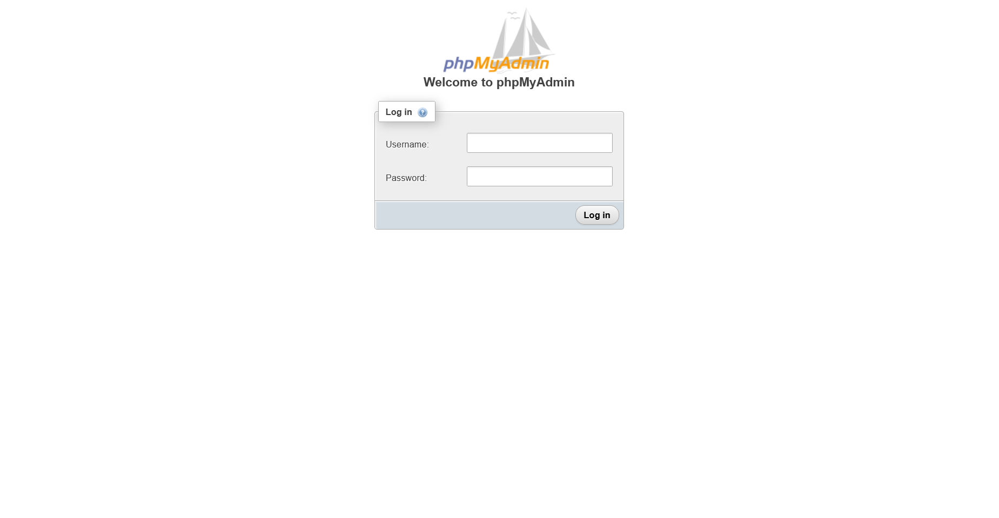 phpMyAdmin
Welcome to phpMyAdmin
Log in
Username:
Password:
Log in